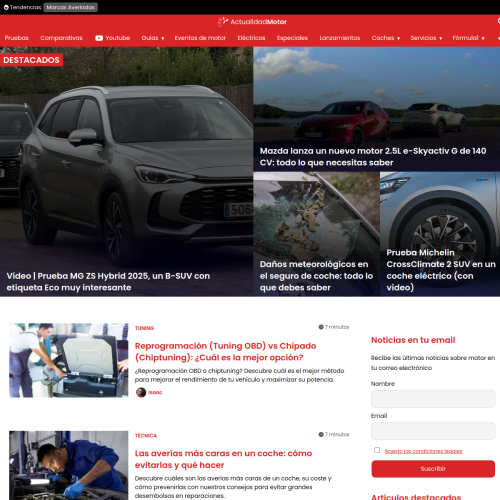 Tendencias: Marcas Averiados
ActualidadMotor
Pruebas Comparativas Youtube Guías Eventos de motor Eléctricos Especiales Lanzamientos Coches Servicios Fórmula1
DESTACADOS
Mazda lanza un nuevo motor 2.5L e-Skyactiv G de 140
CV: todo lo que necesitas saber
Vídeo | Prueba MG ZS Hybrid 2025, un B-SUV con
etiqueta Eco muy interesante
Daños meteorológicos en
el seguro de coche: todo lo
que debes saber
Prueba Michelin
CrossClimate 2 SUV en un
coche eléctrico (con
vídeo)
TUNING
7 minutos
Reprogramación (Tuning OBD) vs Chipado
(Chiptuning): ¿Cuál es la mejor opción?
¿Reprogramación OBD o chiptuning? Descubre cuál es el mejor método
para mejorar el rendimiento de tu vehículo y maximizar su potencia.
Isaac
TÉCNICA
7 minutos
Las averías más caras en un coche: cómo
evitarlas y qué hacer
Descubre cuáles son las averías más caras de un coche, su coste y
cómo prevenirlas con nuestros consejos para evitar grandes
desembolsos en reparaciones.
Noticias en tu email
Recibe las últimas noticias sobre motor en
tu correo electrónico
Nombre
Email
Acepto las condiciones legales
Suscribir
Artículos destacados